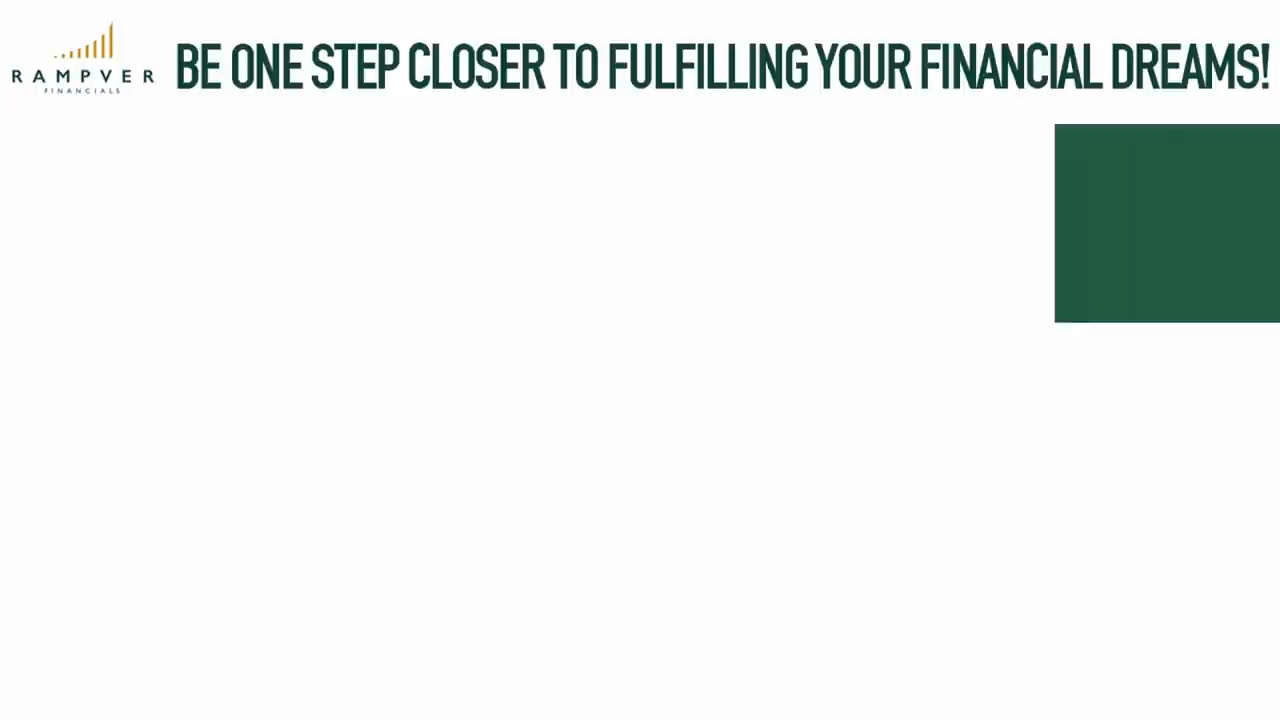 RAMPVER
FINANCIALS
BE ONE STEP CLOSER TO FULFILLING YOUR FINANCIAL DREAMS!